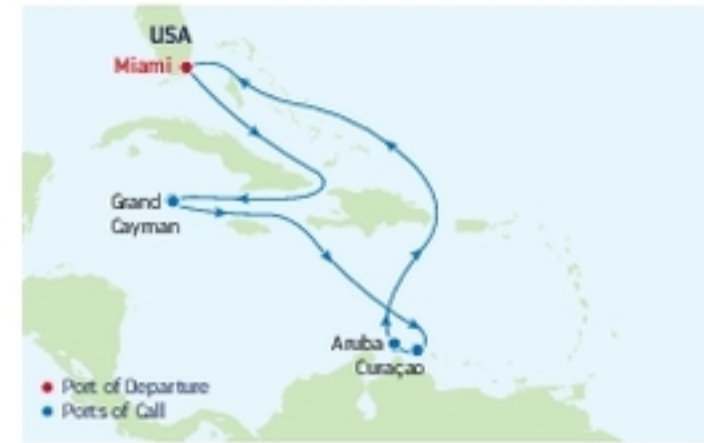 USA
Miami
Grand
Cayman
Aruba
Curaçao
Port of Departure
Ports of Call